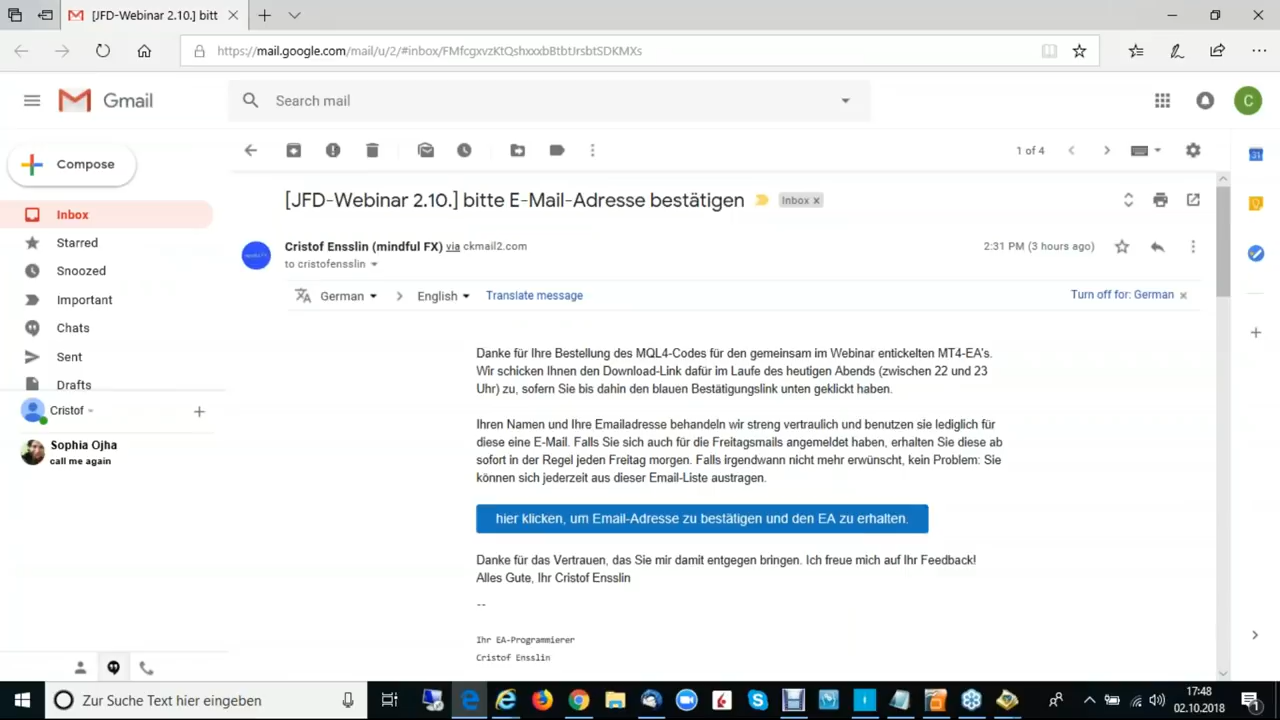 [JFD-Webinar 2.10.] bitt
https://mail.google.com/mail/u/2/#inbox/FMfcgxvzKtQshxxxbBtbtJrsbtSDKMXs
Gmail
Search mail
C
Compose
1 of 4
31
[JFD-Webinar 2.10.] bitte E-Mail-Adresse bestätigen
Inbox x
Inbox
Starred
Snoozed
Important
Chats
Sent
Drafts
Cristof
Sophia Ojha
call me again
Cristof Ensslin (mindful FX) via ckmail2.com
2:31 PM (3 hours ago)
to cristofensslin
German > English Translate message
Turn off for: German x
Danke für Ihre Bestellung des MQL4-Codes für den gemeinsam im Webinar entickelten MT4-EA's.
Wir schicken Ihnen den Download-Link dafür im Laufe des heutigen Abends (zwischen 22 und 23
Uhr) zu, sofern Sie bis dahin den blauen Bestätigungslink unten geklickt haben.
Ihren Namen und Ihre Emailadresse behandeln wir streng vertraulich und benutzen sie lediglich für
diese eine E-Mail. Falls Sie sich auch für die Freitagsmails angemeldet haben, erhalten Sie diese ab
sofort in der Regel jeden Freitag morgen. Falls irgendwann nicht mehr erwünscht, kein Problem: Sie
können sich jederzeit aus dieser Email-Liste austragen.
hier klicken, um Email-Adresse zu bestätigen und den EA zu erhalten.
Danke für das Vertrauen, das Sie mir damit entgegen bringen. Ich freue mich auf Ihr Feedback!
Alles Gute, Ihr Cristof Ensslin
--
Ihr EA-Programmierer
Cristof Ensslin
Zur Suche Text hier eingeben
17:48
02.10.2018